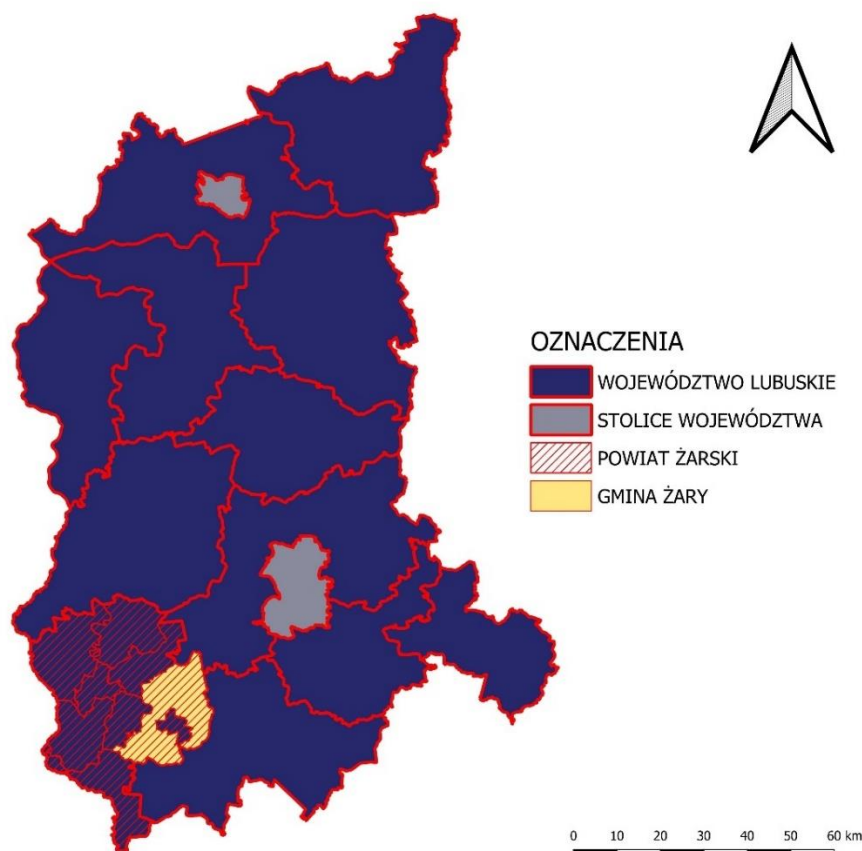 OZNACZENIA
WOJEWÓDZTWO LUBUSKIE
STOLICE WOJEWÓDZTWA
POWIAT ŻARSKI
GMINA ŻARY
0 10 20 30 40 50 60 km